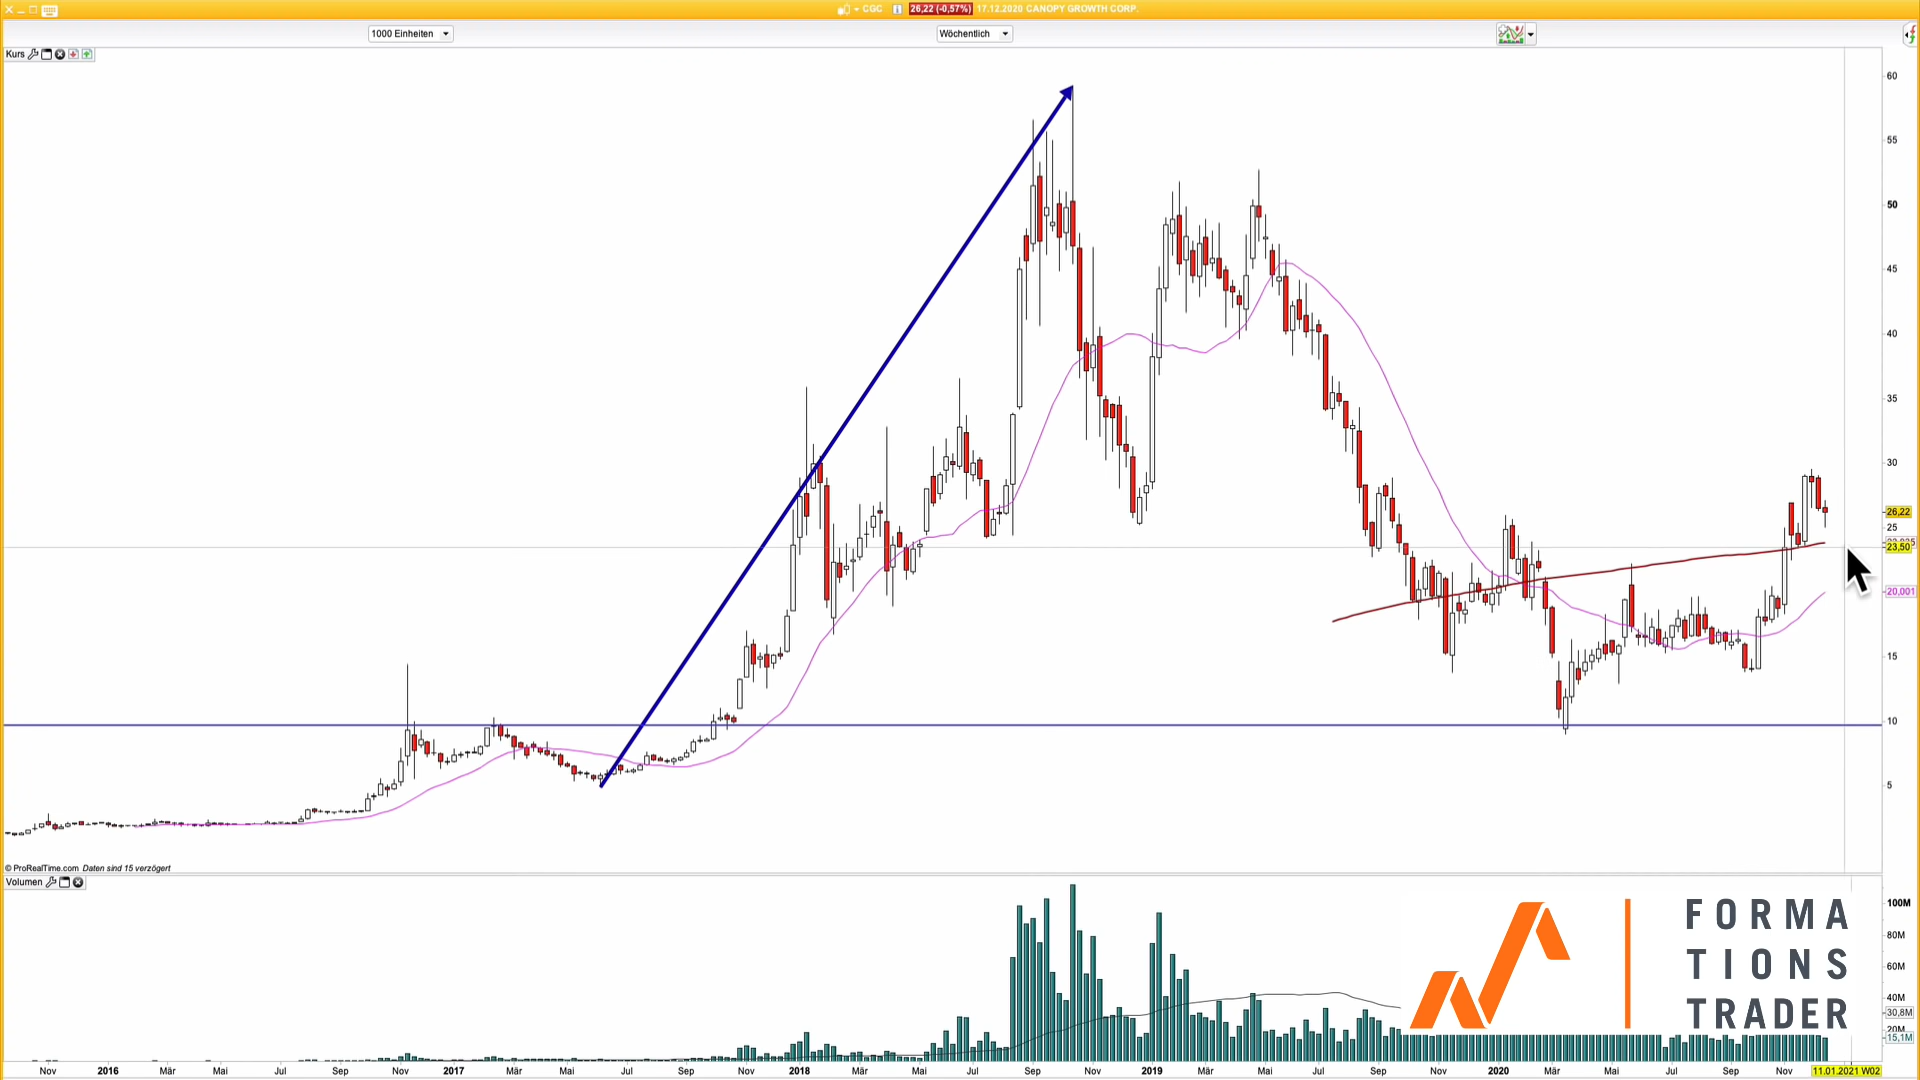 CGC 26,22 (-0,57%) 17.12.2020 CANOPY GROWTH CORP.
1000 Einheiten
Wöchentlich
Kurs
60
55
50
45
40
35
30
26,22
25
23,50
20,001
15
10
5
© ProRealTime.com Daten sind 15 verzögert
Volumen
100M
80M
60M
40M
30,8M
20M
15,1M
FORMA
TIONS
TRADER
Nov 2016 Mär Mai Jul Sep Nov 2017 Mär Mai Jul Sep Nov 2018 Mär Mai Jul Sep Nov 2019 Mär Mai Jul Sep Nov 2020 Mär Mai Jul Sep Nov 11.01.2021 W02